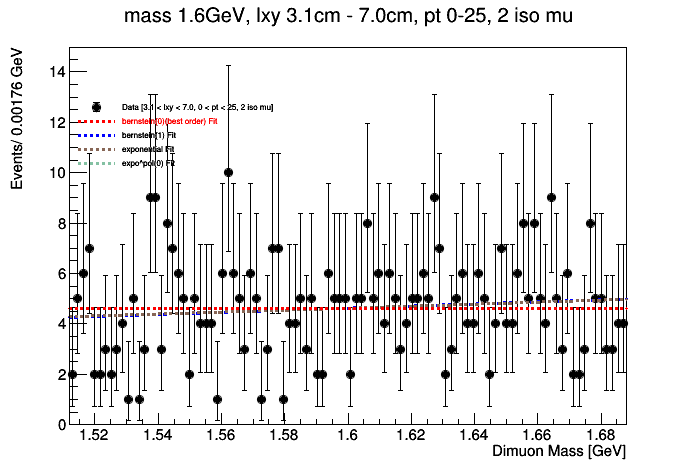 mass 1.6GeV, lxy 3.1cm - 7.0cm, pt 0-25, 2 iso mu
Events/ 0.00176 GeV
14
12
10
8
6
4
2
0
Data [3.1 < lxy < 7.0, 0 < pt < 25, 2 iso mu]
bernstein(0)(best order) Fit
bernstein(1) Fit
exponential Fit
expo*pol(0) Fit
1.52 1.54 1.56 1.58 1.6 1.62 1.64 1.66 1.68
Dimuon Mass [GeV]